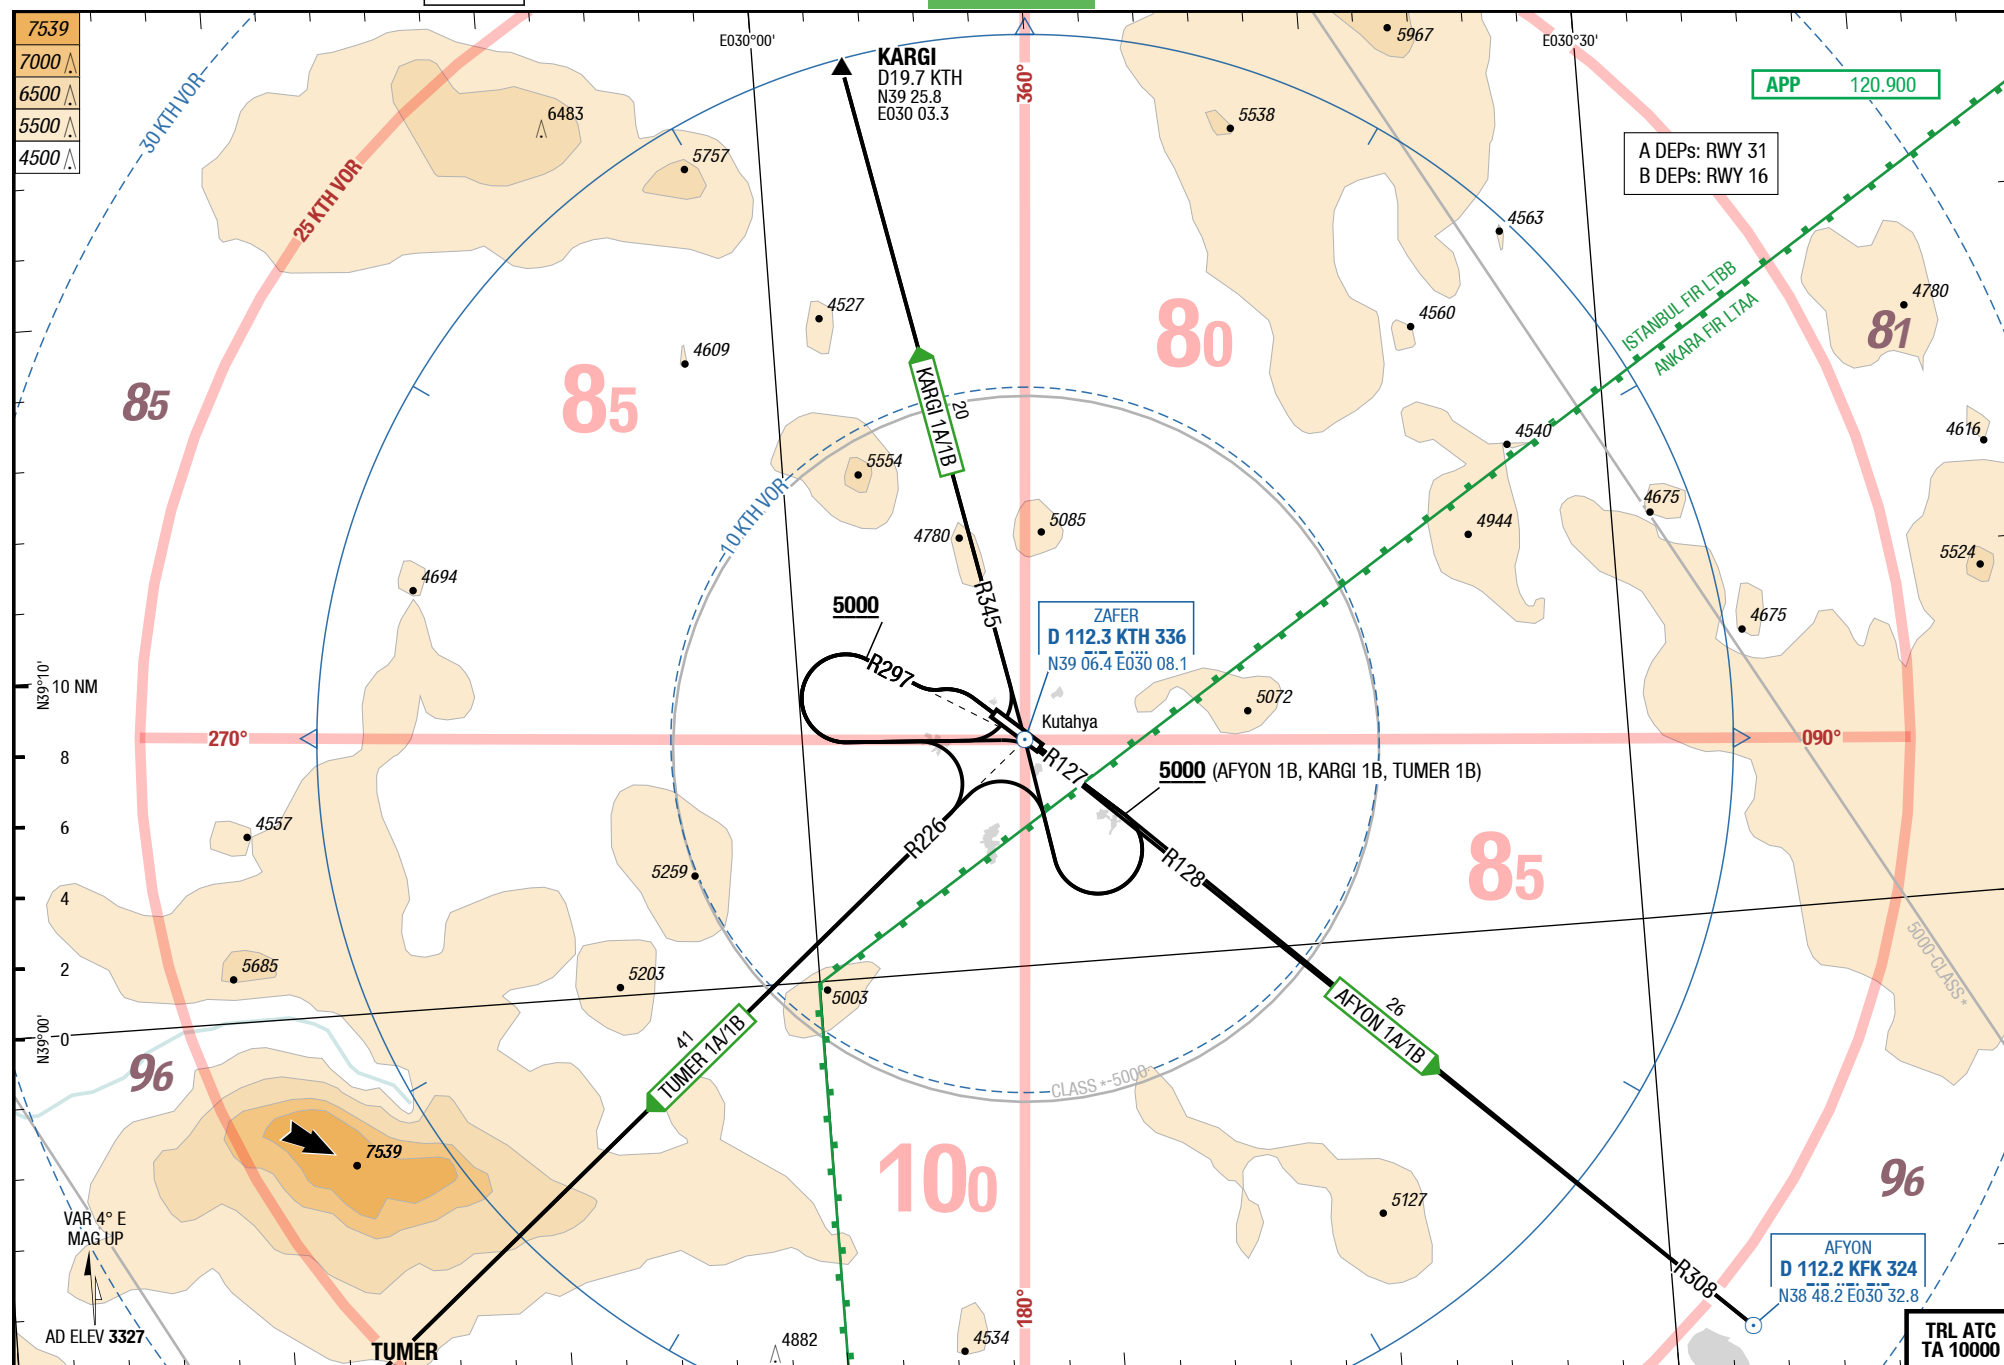 7539
7000
6500
5500
4500
30 KTH VOR
25 KTH VOR
6483
5757
E030°00'
KARGI
D19.7 KTH
N39 25.8
E030 03.3
360°
5967
E030°30'
APP 120.900
5538
A DEPs: RWY 31
B DEPs: RWY 16
4563
4527
4609
80
4560
ISTANBUL FIR LTBB
ANKARA FIR LTAA
4780
81
85
85
KARGI 1A/1B
20
4540
4616
5554
10 KTH VOR
4780
5085
4675
4944
5524
4694
5000
R345
ZAFER
D 112.3 KTH 336
N39 06.4 E030 08.1
4675
R297
N39°10'
10 NM
5072
Kutahya
270°
090°
8
R127
5000 (AFYON 1B, KARGI 1B, TUMER 1B)
6
4557
R226
5259
R128
85
4
5000-CLASS *
2
5685
5203
5003
26
AFYON 1A/1B
N39°00'
0
41
TUMER 1A/1B
96
CLASS *-5000
7539
100
96
5127
VAR 4° E
MAG UP
AFYON
D 112.2 KFK 324
N38 48.2 E030 32.8
R308
180°
AD ELEV 3327
TUMER
4882
4534
TRL ATC
TA 10000